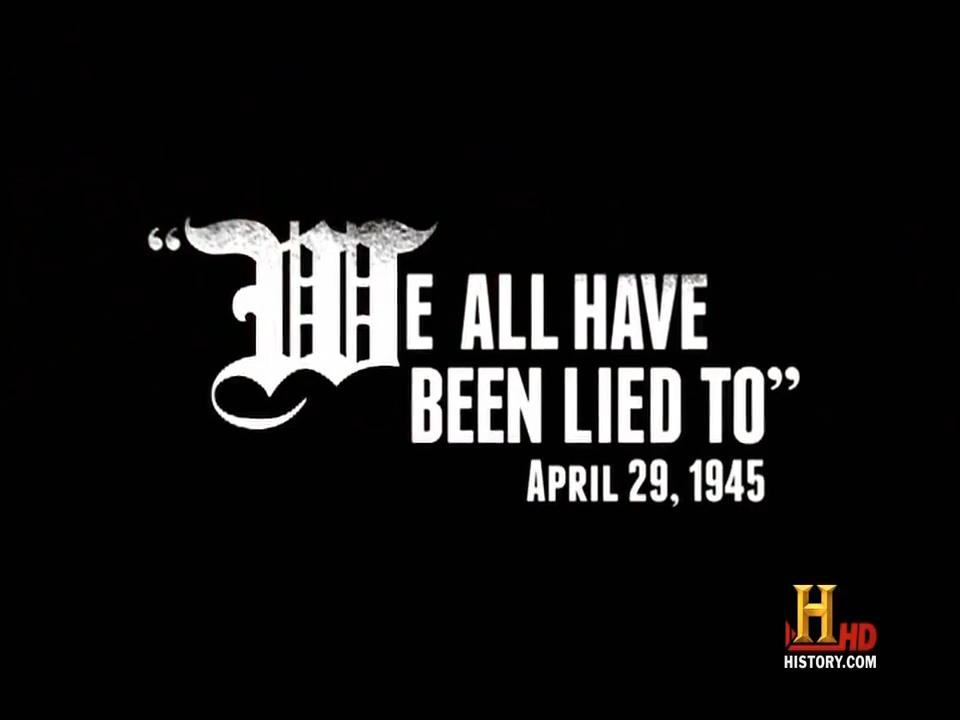 “WE ALL HAVE
BEEN LIED TO”
APRIL 29, 1945
H HD
HISTORY.COM